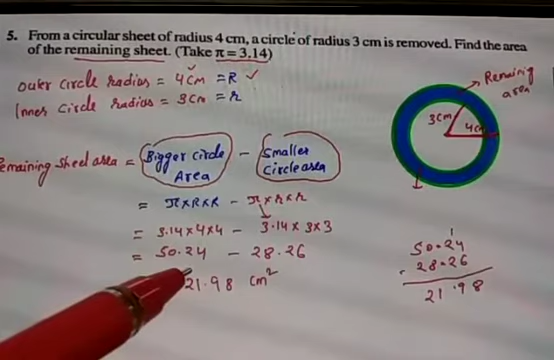 5. From a circular sheet of radius 4 cm, a circle of radius 3 cm is removed. Find the area
of the remaining sheet. (Take π = 3.14)
outer circle radius = 4cm = R ✓
Inner circle radius = 3cm = r
Remaining area
3cm
4cm
Remaining sheet area = Bigger circle Area - Smaller circle area
= π×R×R - π×r×r
= 3.14×4×4 - 3.14×3×3
= 50.24 - 28.26
21.98 cm²
50.24
- 28.26
21.98